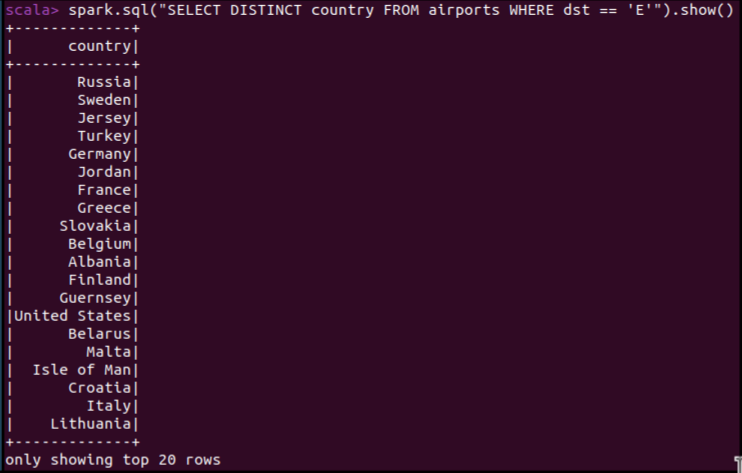 scala> spark.sql("SELECT DISTINCT country FROM airports WHERE dst == 'E'").show()
+-------------+
|      country|
+-------------+
|       Russia|
|       Sweden|
|       Jersey|
|       Turkey|
|      Germany|
|       Jordan|
|       France|
|       Greece|
|     Slovakia|
|      Belgium|
|      Albania|
|      Finland|
|     Guernsey|
|United States|
|      Belarus|
|        Malta|
|  Isle of Man|
|      Croatia|
|        Italy|
|    Lithuania|
+-------------+
only showing top 20 rows